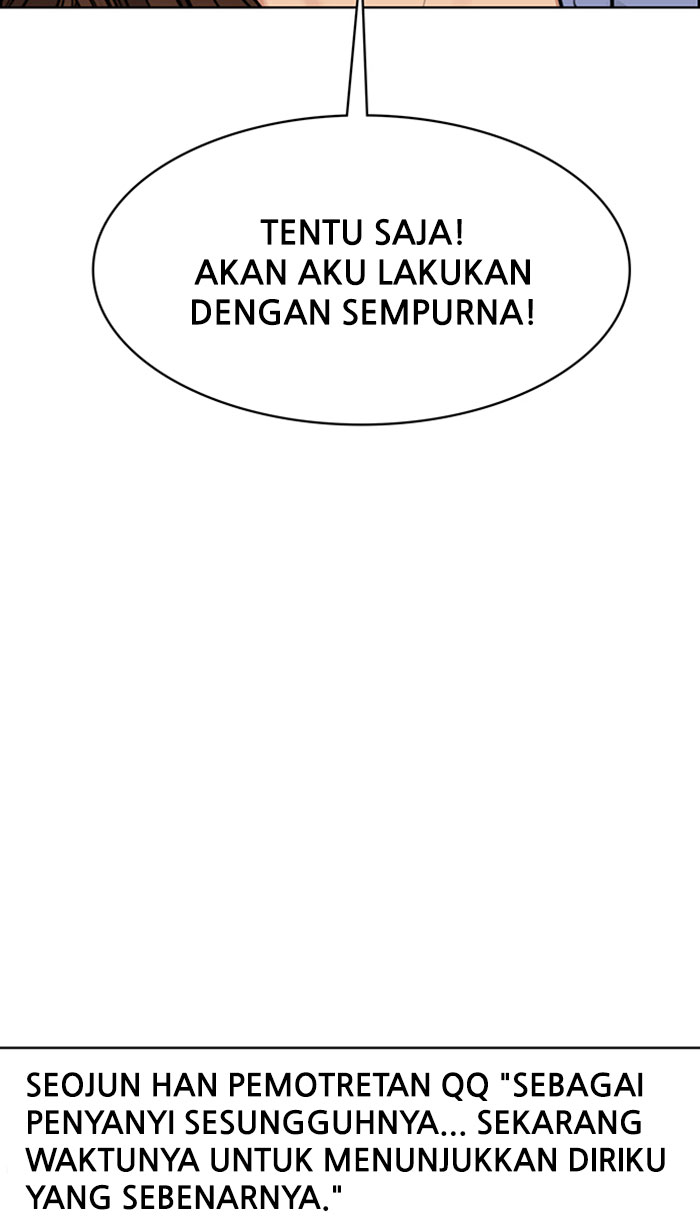 TENTU SAJA!
AKAN AKU LAKUKAN
DENGAN SEMPURNA!
SEOJUN HAN PEMOTRETAN QQ "SEBAGAI
PENYANYI SESUNGGUHNYA... SEKARANG
WAKTUNYA UNTUK MENUNJUKKAN DIRIKU
YANG SEBENARNYA."